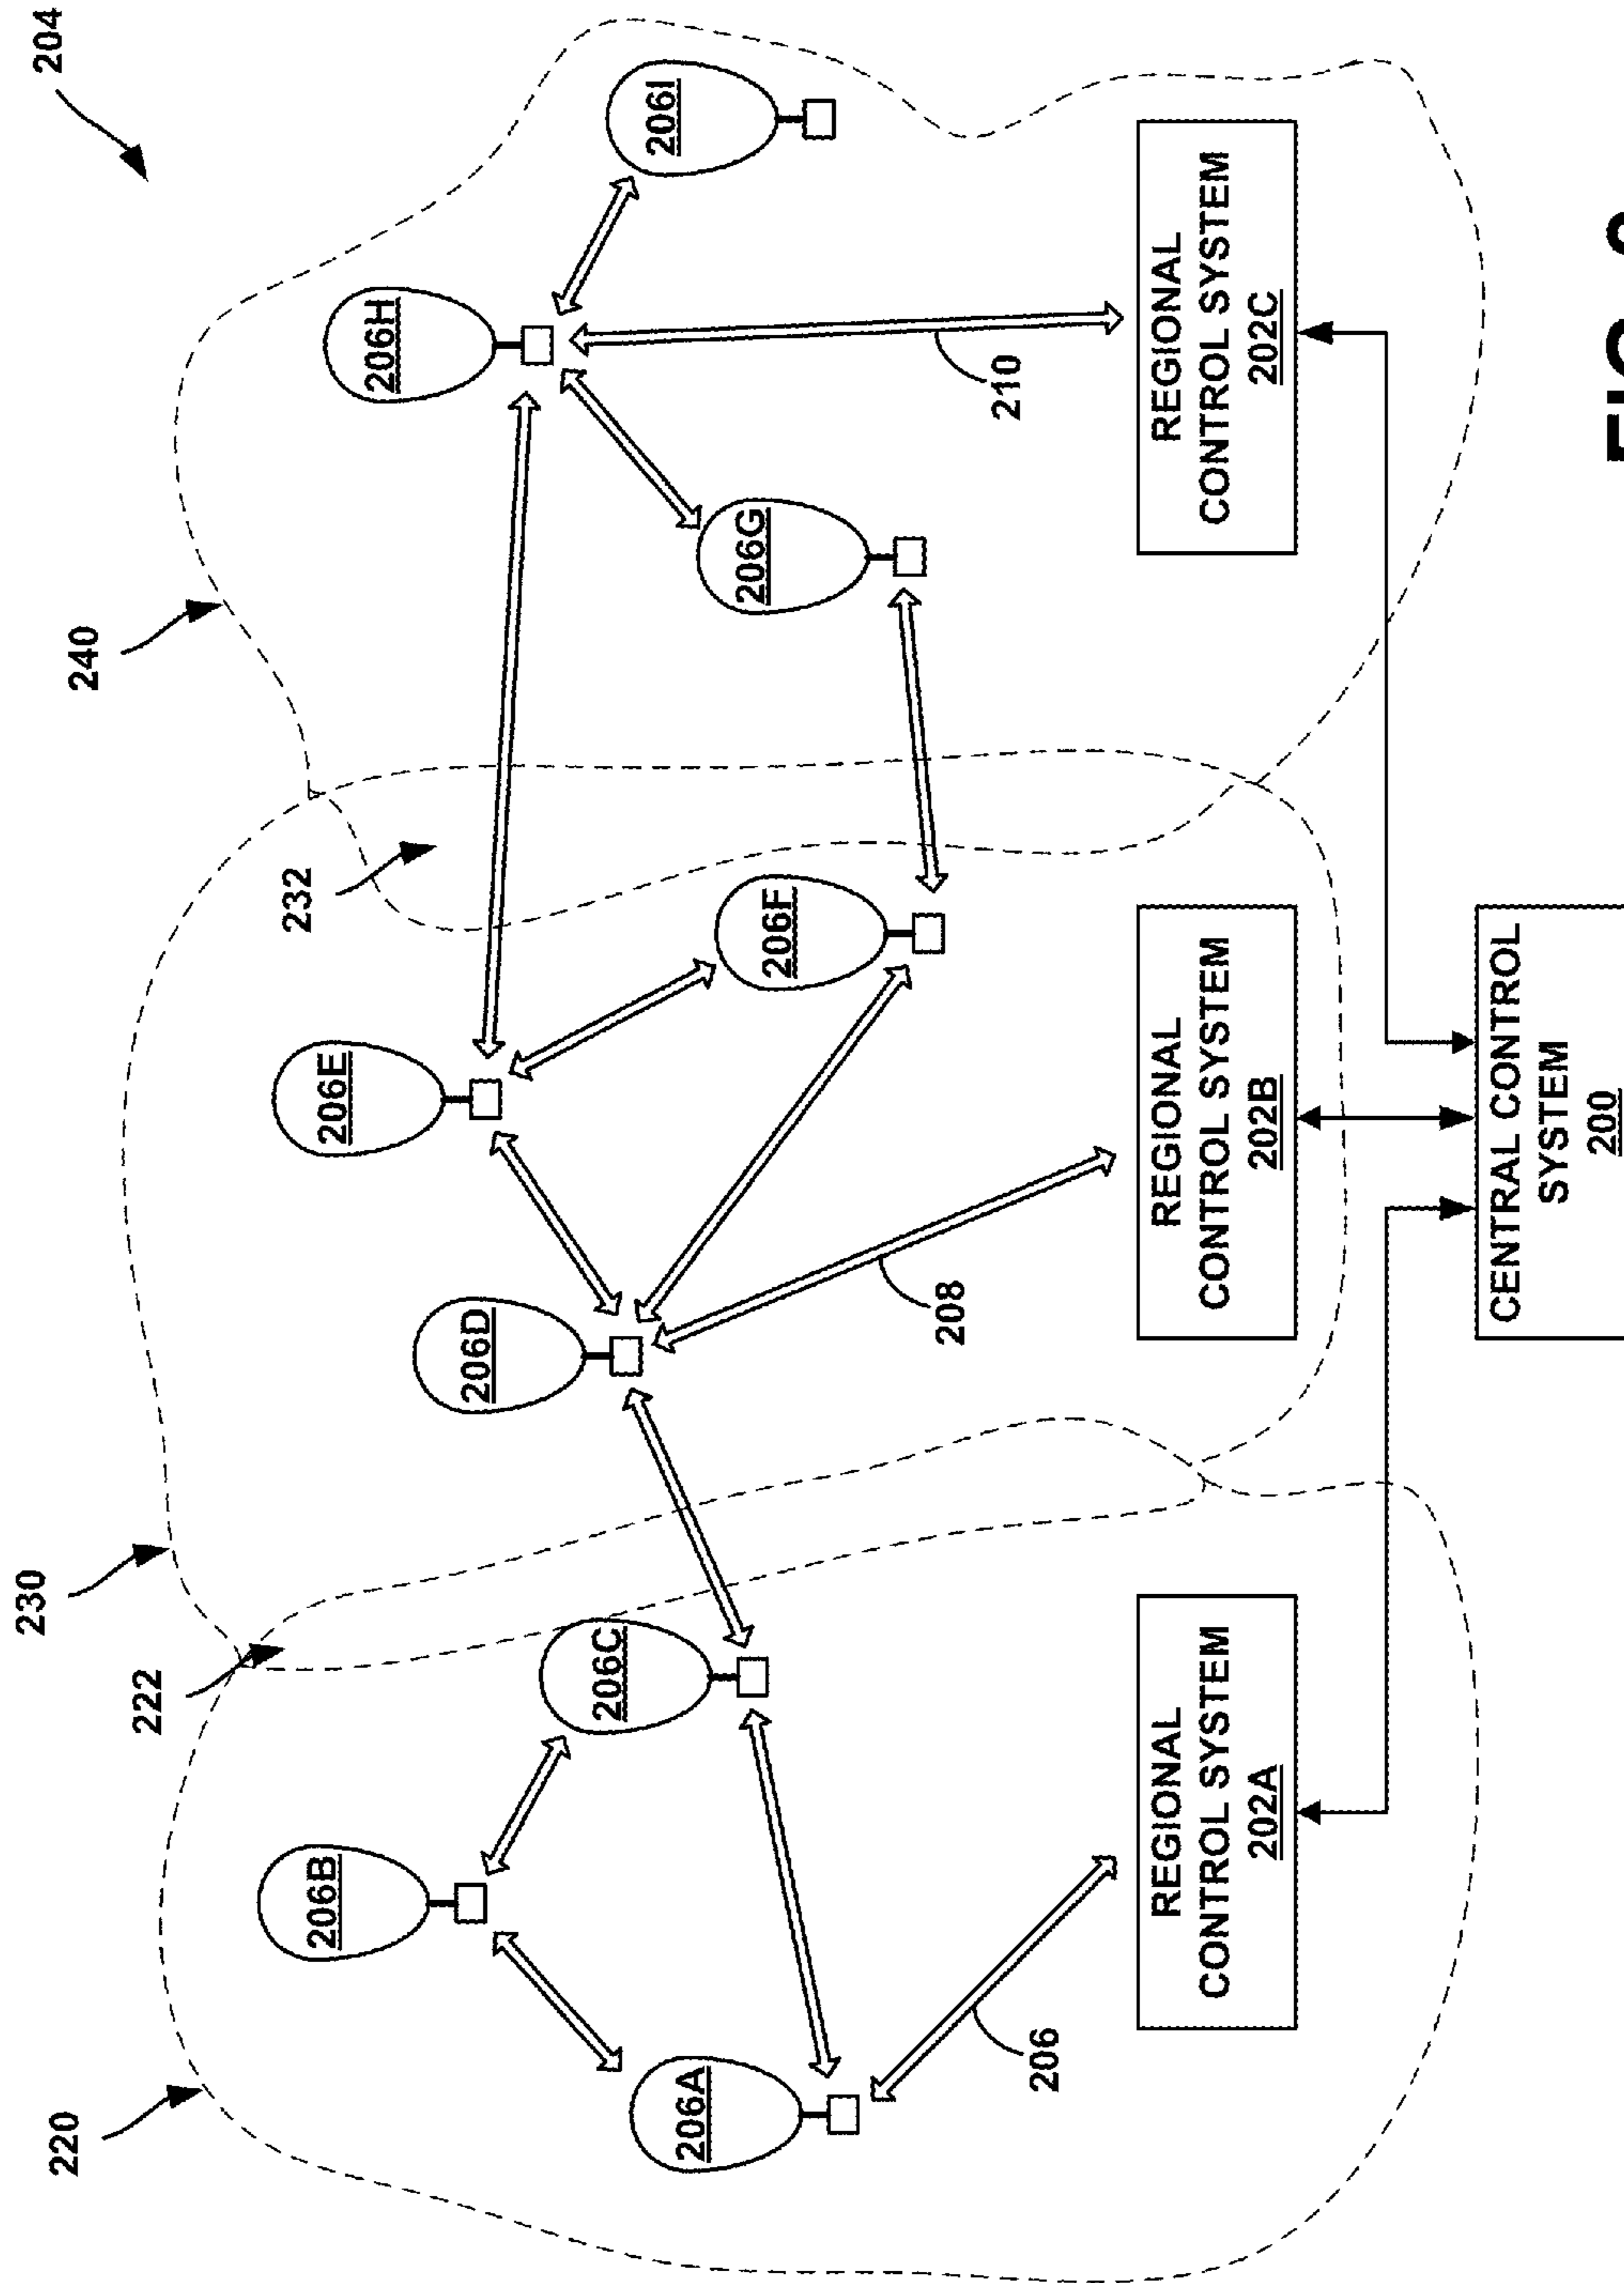 204
230
220
240
222
232
206B
206E
206H
206D
206C
206I
206A
206G
206F
208
210
206
REGIONAL
CONTROL SYSTEM
202A
REGIONAL
CONTROL SYSTEM
202B
REGIONAL
CONTROL SYSTEM
202C
CENTRAL CONTROL
SYSTEM
200